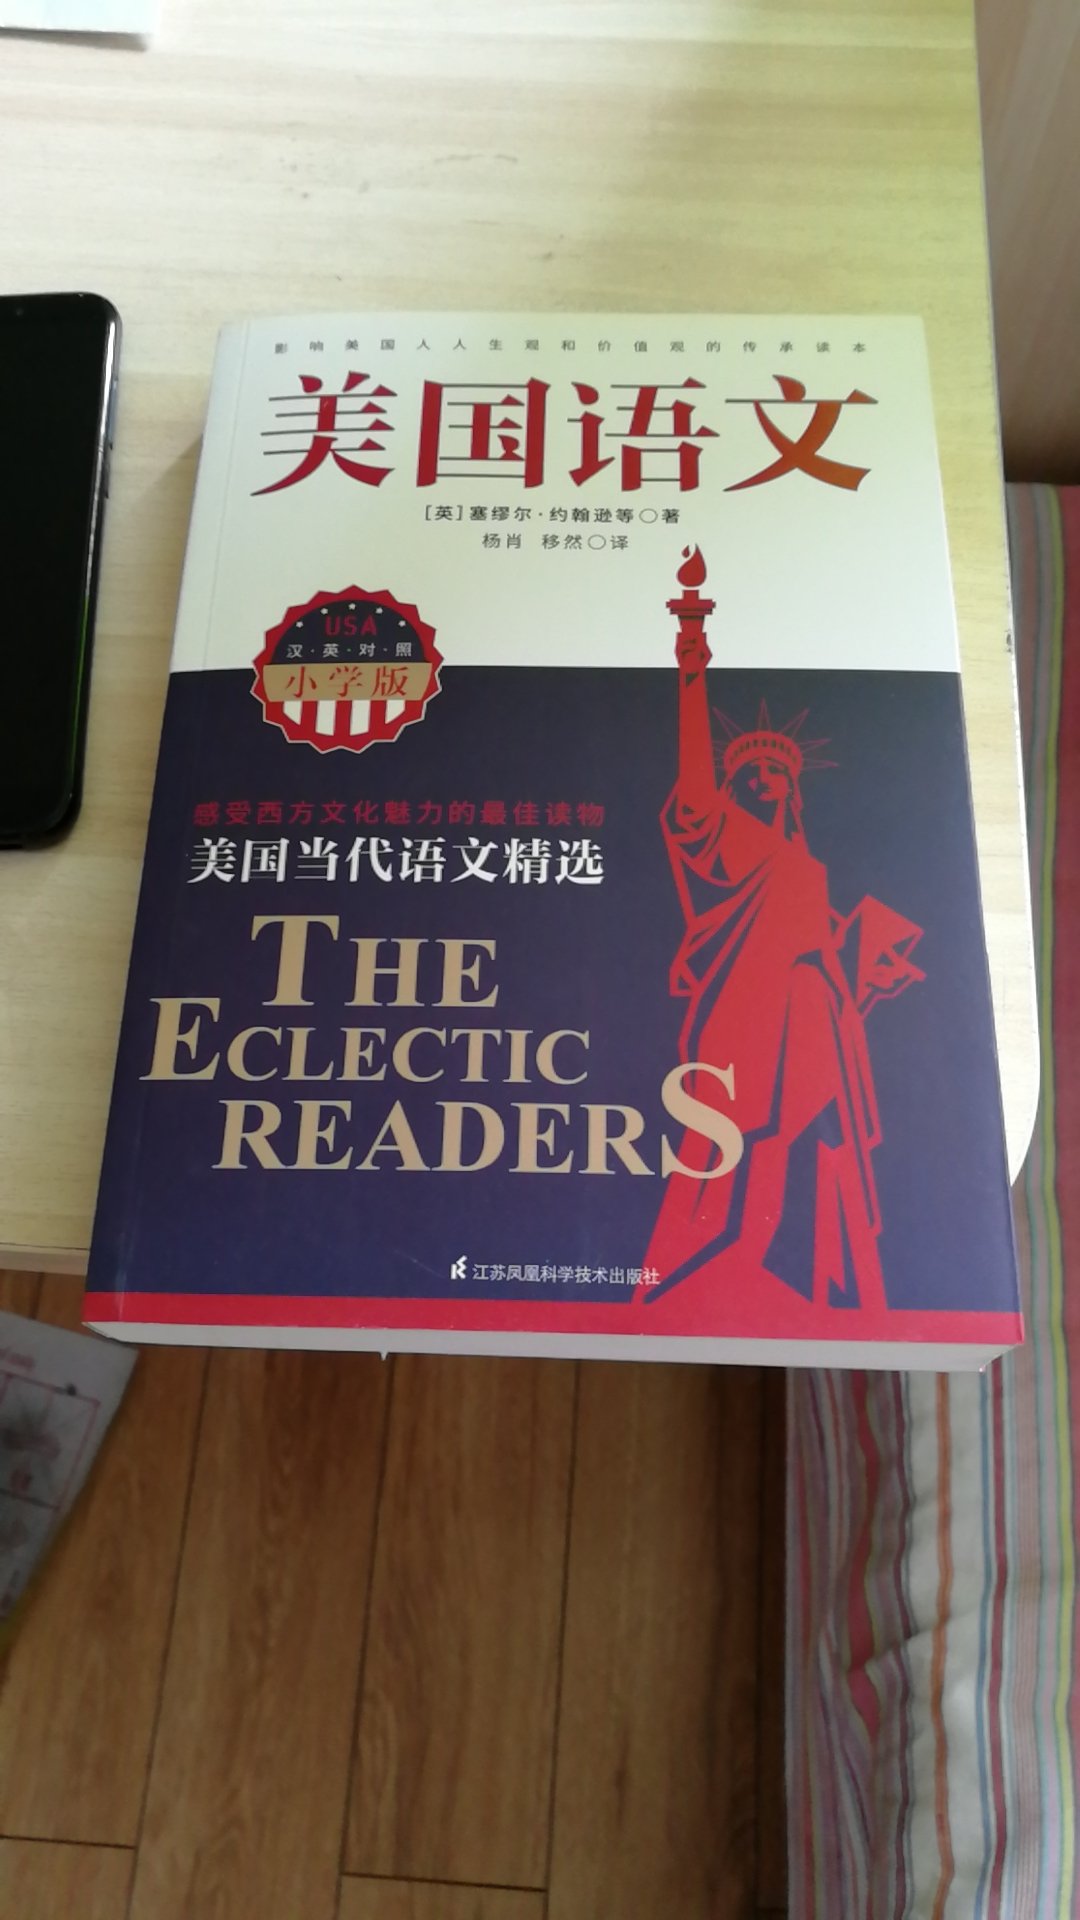 影响美国人人生观和价值观的传承读本
美国语文
[英]塞缪尔·约翰逊等○著
杨肖 移然○译
USA
汉·英·对·照
小学版
感受西方文化魅力的最佳读物
美国当代语文精选
THE
ECLECTIC
READERS
江苏凤凰科学技术出版社